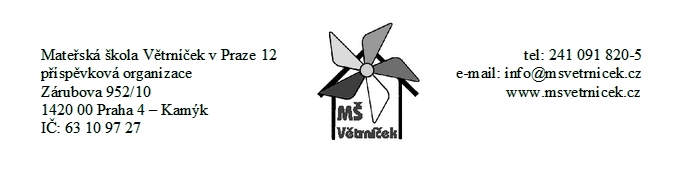 Mateřská škola Větrníček v Praze 12
příspěvková organizace
Zárubova 952/10
1420 00 Praha 4 – Kamýk
IČ: 63 10 97 27
MŠ
Větrníček
tel: 241 091 820-5
e-mail: info@msvetrnicek.cz
www.msvetrnicek.cz